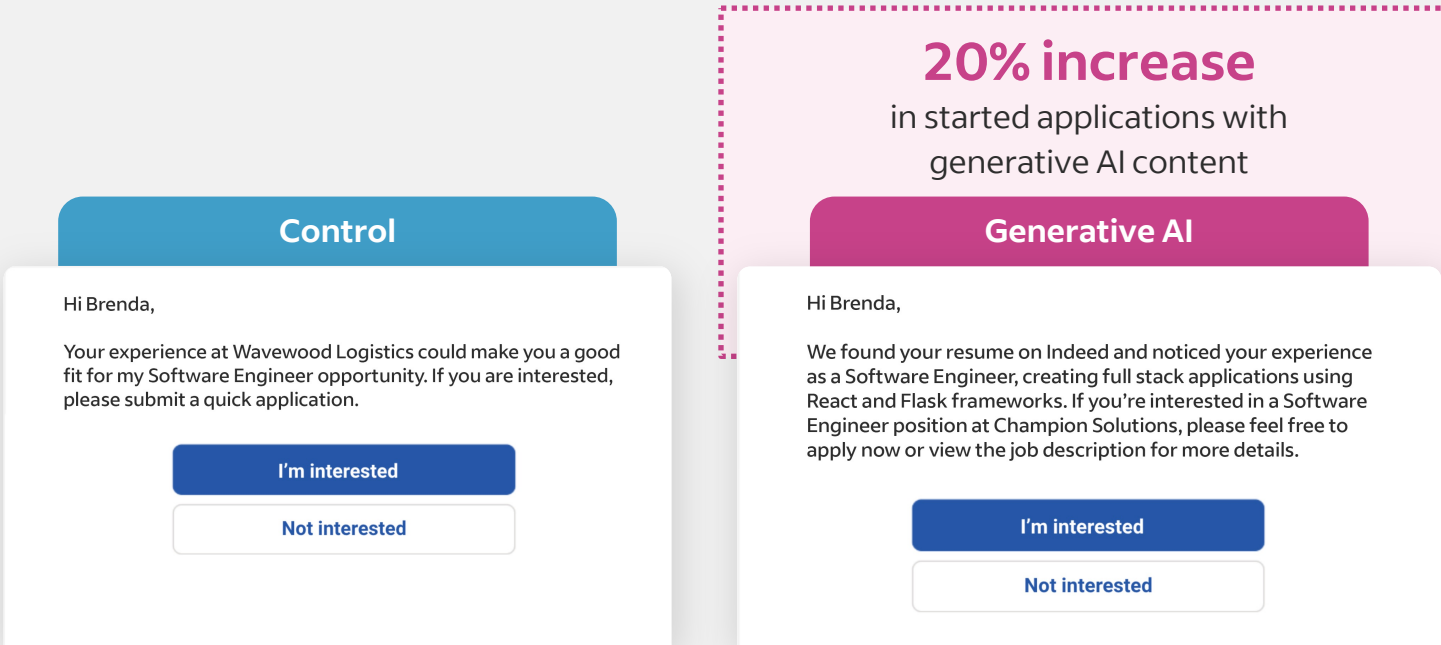 20% increase
in started applications with
generative AI content
Control
Hi Brenda,
Your experience at Wavewood Logistics could make you a good
fit for my Software Engineer opportunity. If you are interested,
please submit a quick application.
I’m interested
Not interested
Generative AI
Hi Brenda,
We found your resume on Indeed and noticed your experience
as a Software Engineer, creating full stack applications using
React and Flask frameworks. If you’re interested in a Software
Engineer position at Champion Solutions, please feel free to
apply now or view the job description for more details.
I’m interested
Not interested